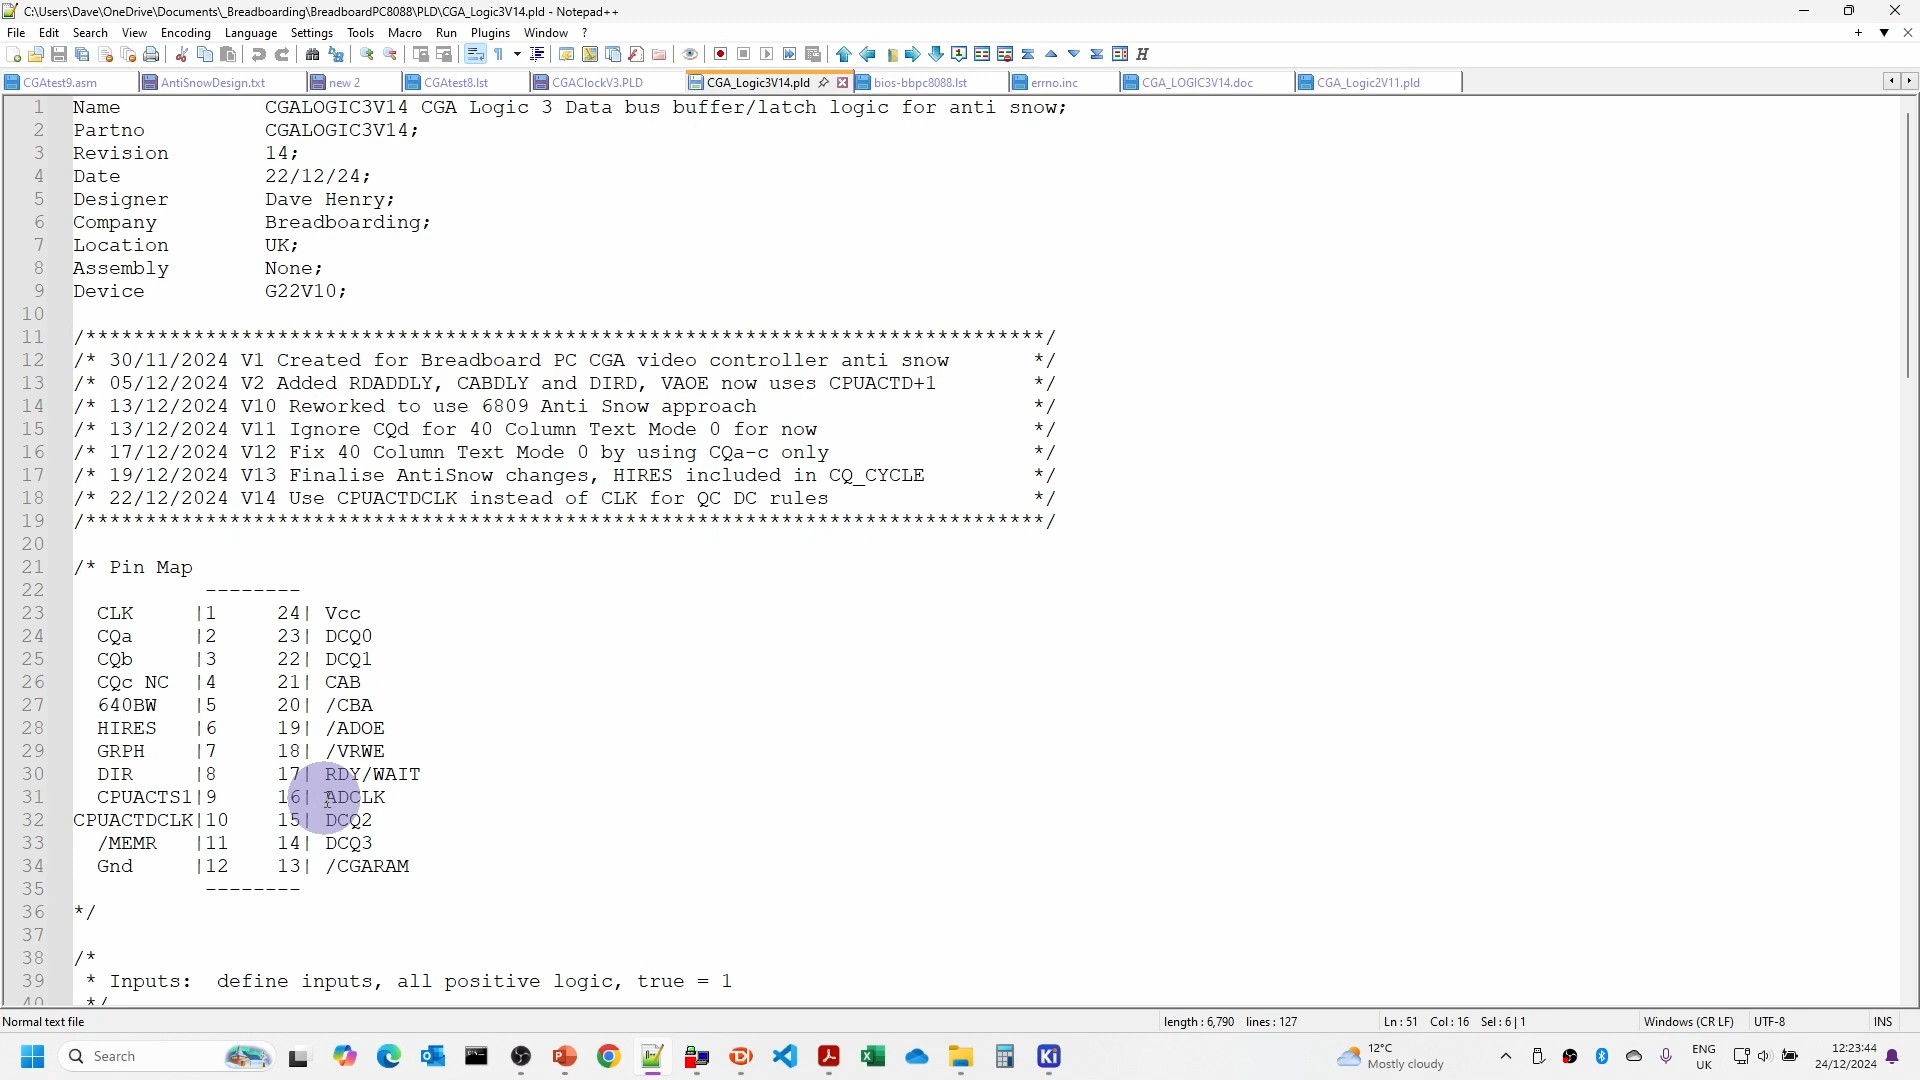 C:\Users\Dave\OneDrive\Documents\_Breadboarding\BreadboardPC8088\PLD\CGA_Logic3V14.pld - Notepad++
File Edit Search View Encoding Language Settings Tools Macro Run Plugins Window ?
CGAtest9.asm AntiSnowDesign.txt new 2 CGAtest8.lst CGAClockV3.PLD CGA_Logic3V14.pld bios-bbpc8088.lst errno.inc CGA_LOGIC3V14.doc CGA_Logic2V11.pld
1 Name CGALOGIC3V14 CGA Logic 3 Data bus buffer/latch logic for anti snow;
2 Partno CGALOGIC3V14;
3 Revision 14;
4 Date 22/12/24;
5 Designer Dave Henry;
6 Company Breadboarding;
7 Location UK;
8 Assembly None;
9 Device G22V10;
10
11 /********************************************************************************/
12 /* 30/11/2024 V1 Created for Breadboard PC CGA video controller anti snow */
13 /* 05/12/2024 V2 Added RDADDLY, CABDLY and DIRD, VAOE now uses CPUACTD+1 */
14 /* 13/12/2024 V10 Reworked to use 6809 Anti Snow approach */
15 /* 13/12/2024 V11 Ignore CQd for 40 Column Text Mode 0 for now */
16 /* 17/12/2024 V12 Fix 40 Column Text Mode 0 by using CQa-c only */
17 /* 19/12/2024 V13 Finalise AntiSnow changes, HIRES included in CQ_CYCLE */
18 /* 22/12/2024 V14 Use CPUACTDCLK instead of CLK for QC DC rules */
19 /********************************************************************************/
20
21 /* Pin Map
22 --------
23 CLK |1 24| Vcc
24 CQa |2 23| DCQ0
25 CQb |3 22| DCQ1
26 CQc NC |4 21| CAB
27 640BW |5 20| /CBA
28 HIRES |6 19| /ADOE
29 GRPH |7 18| /VRWE
30 DIR |8 17| RDY/WAIT
31 CPUACTS1|9 16| ADCLK
32 CPUACTDCLK|10 15| DCQ2
33 /MEMR |11 14| DCQ3
34 Gnd |12 13| /CGARAM
35 --------
36 */
37
38 /*
39 * Inputs: define inputs, all positive logic, true = 1
40 */
Normal text file length : 6,790 lines : 127 Ln : 51 Col : 16 Sel : 6 | 1 Windows (CR LF) UTF-8 INS
Search 12°C Mostly cloudy ENG UK 12:23:44 24/12/2024